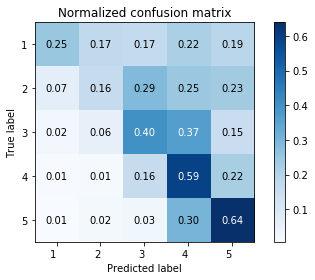 Normalized confusion matrix
True label
1 0.25 0.17 0.17 0.22 0.19
2 0.07 0.16 0.29 0.25 0.23
3 0.02 0.06 0.40 0.37 0.15
4 0.01 0.01 0.16 0.59 0.22
5 0.01 0.02 0.03 0.30 0.64
1 2 3 4 5
Predicted label
0.6
0.5
0.4
0.3
0.2
0.1